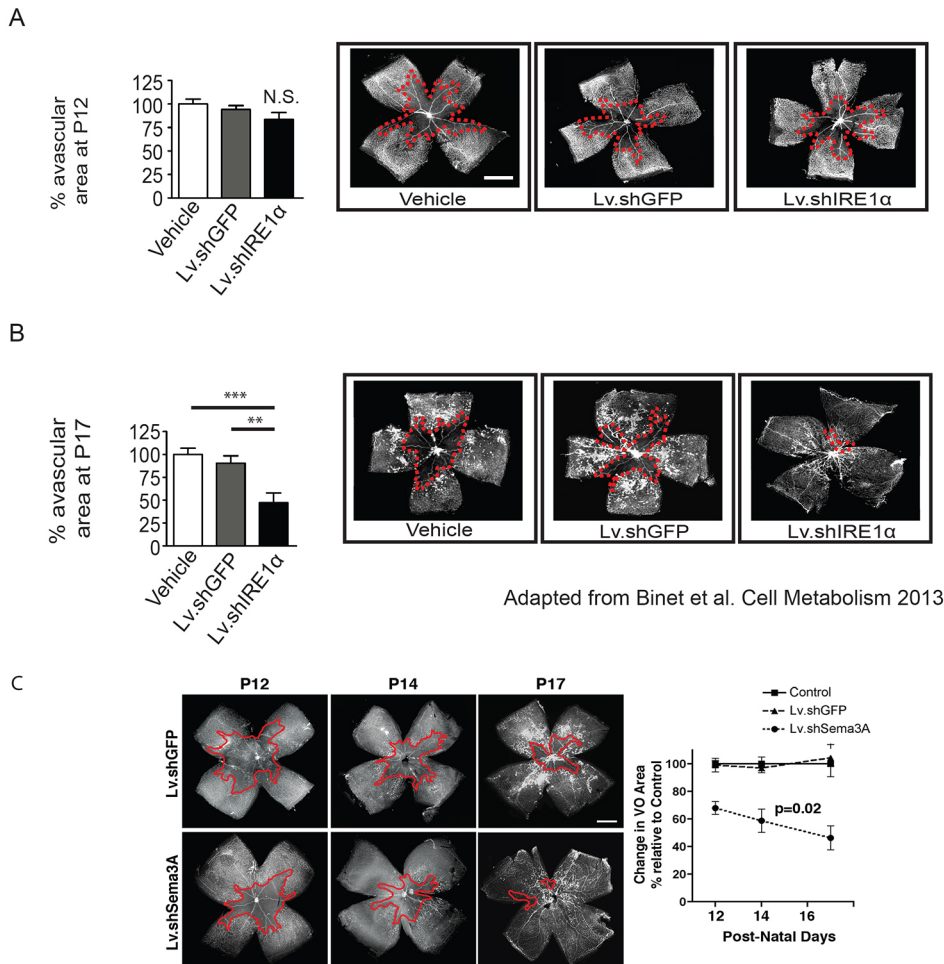 A
% avascular
area at P12
125
100
75
50
25
0
N.S.
Vehicle
Lv.shGFP
Lv.shIRE1α
Vehicle
Lv.shGFP
Lv.shIRE1α
B
% avascular
area at P17
125
100
75
50
25
0
***
**
Vehicle
Lv.shGFP
Lv.shIRE1α
Vehicle
Lv.shGFP
Lv.shIRE1α
Adapted from Binet et al. Cell Metabolism 2013
C
P12
P14
P17
Lv.shGFP
Lv.shSema3A
Control
Lv.shGFP
Lv.shSema3A
Change in VO Area
% relative to Control
100
80
60
40
20
0
p=0.02
12
14
16
Post-Natal Days